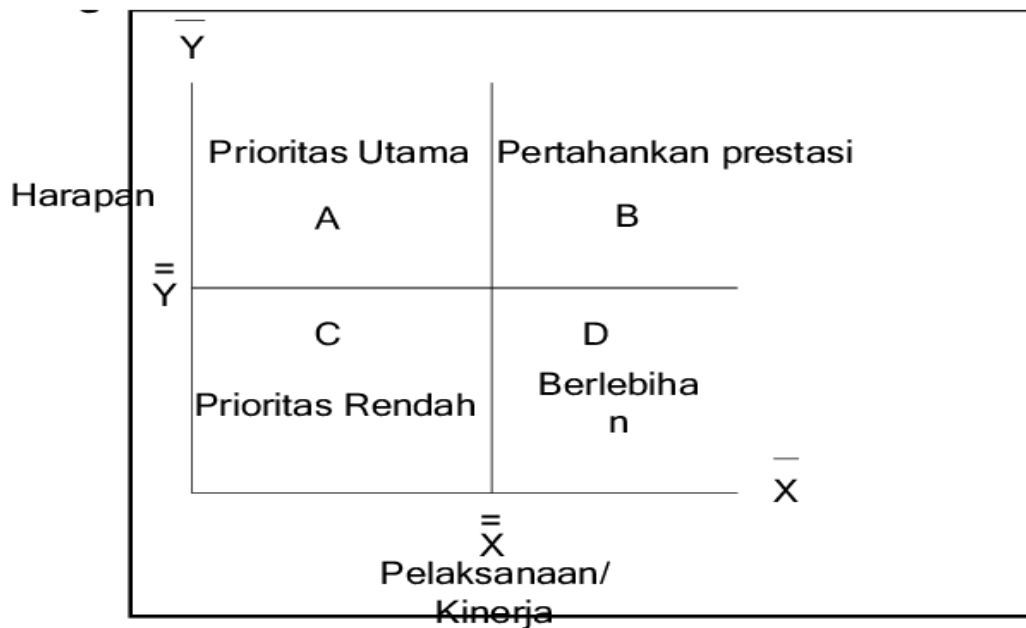 Y̅
Prioritas Utama
Pertahankan prestasi
Harapan
A
B
Y̿
C
D
Prioritas Rendah
Berlebiha
n
X̅
X̿
Pelaksanaan/
Kinerja